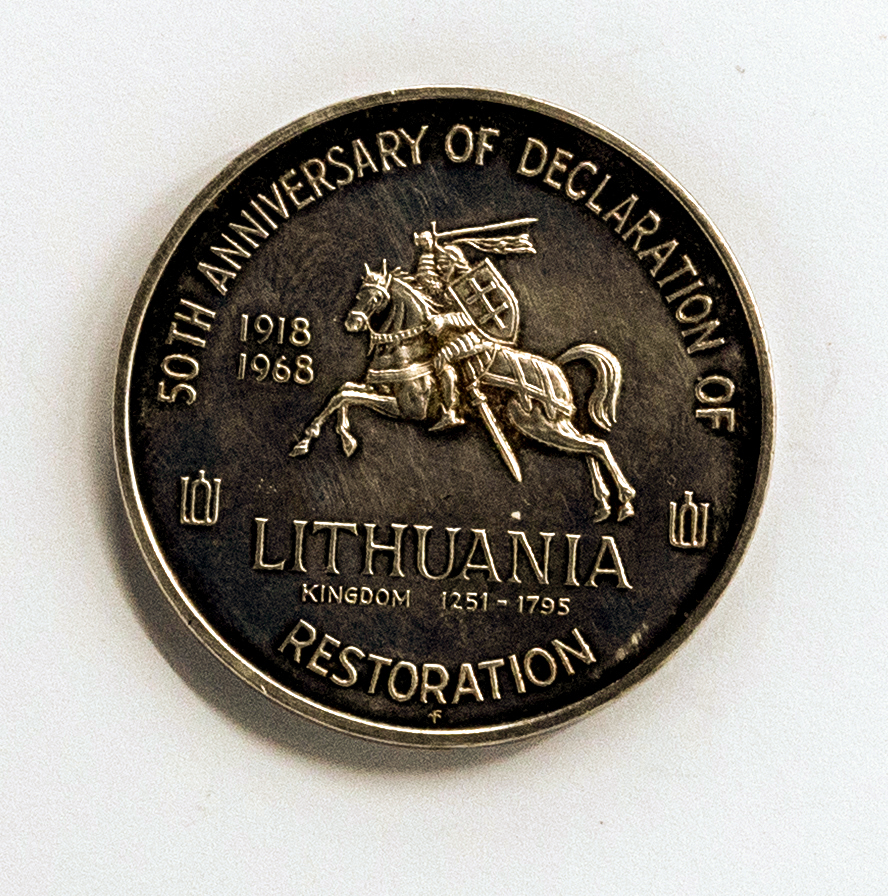 50TH ANNIVERSARY OF DECLARATION OF
1918
1968
LITHUANIA
KINGDOM 1251 - 1795
RESTORATION